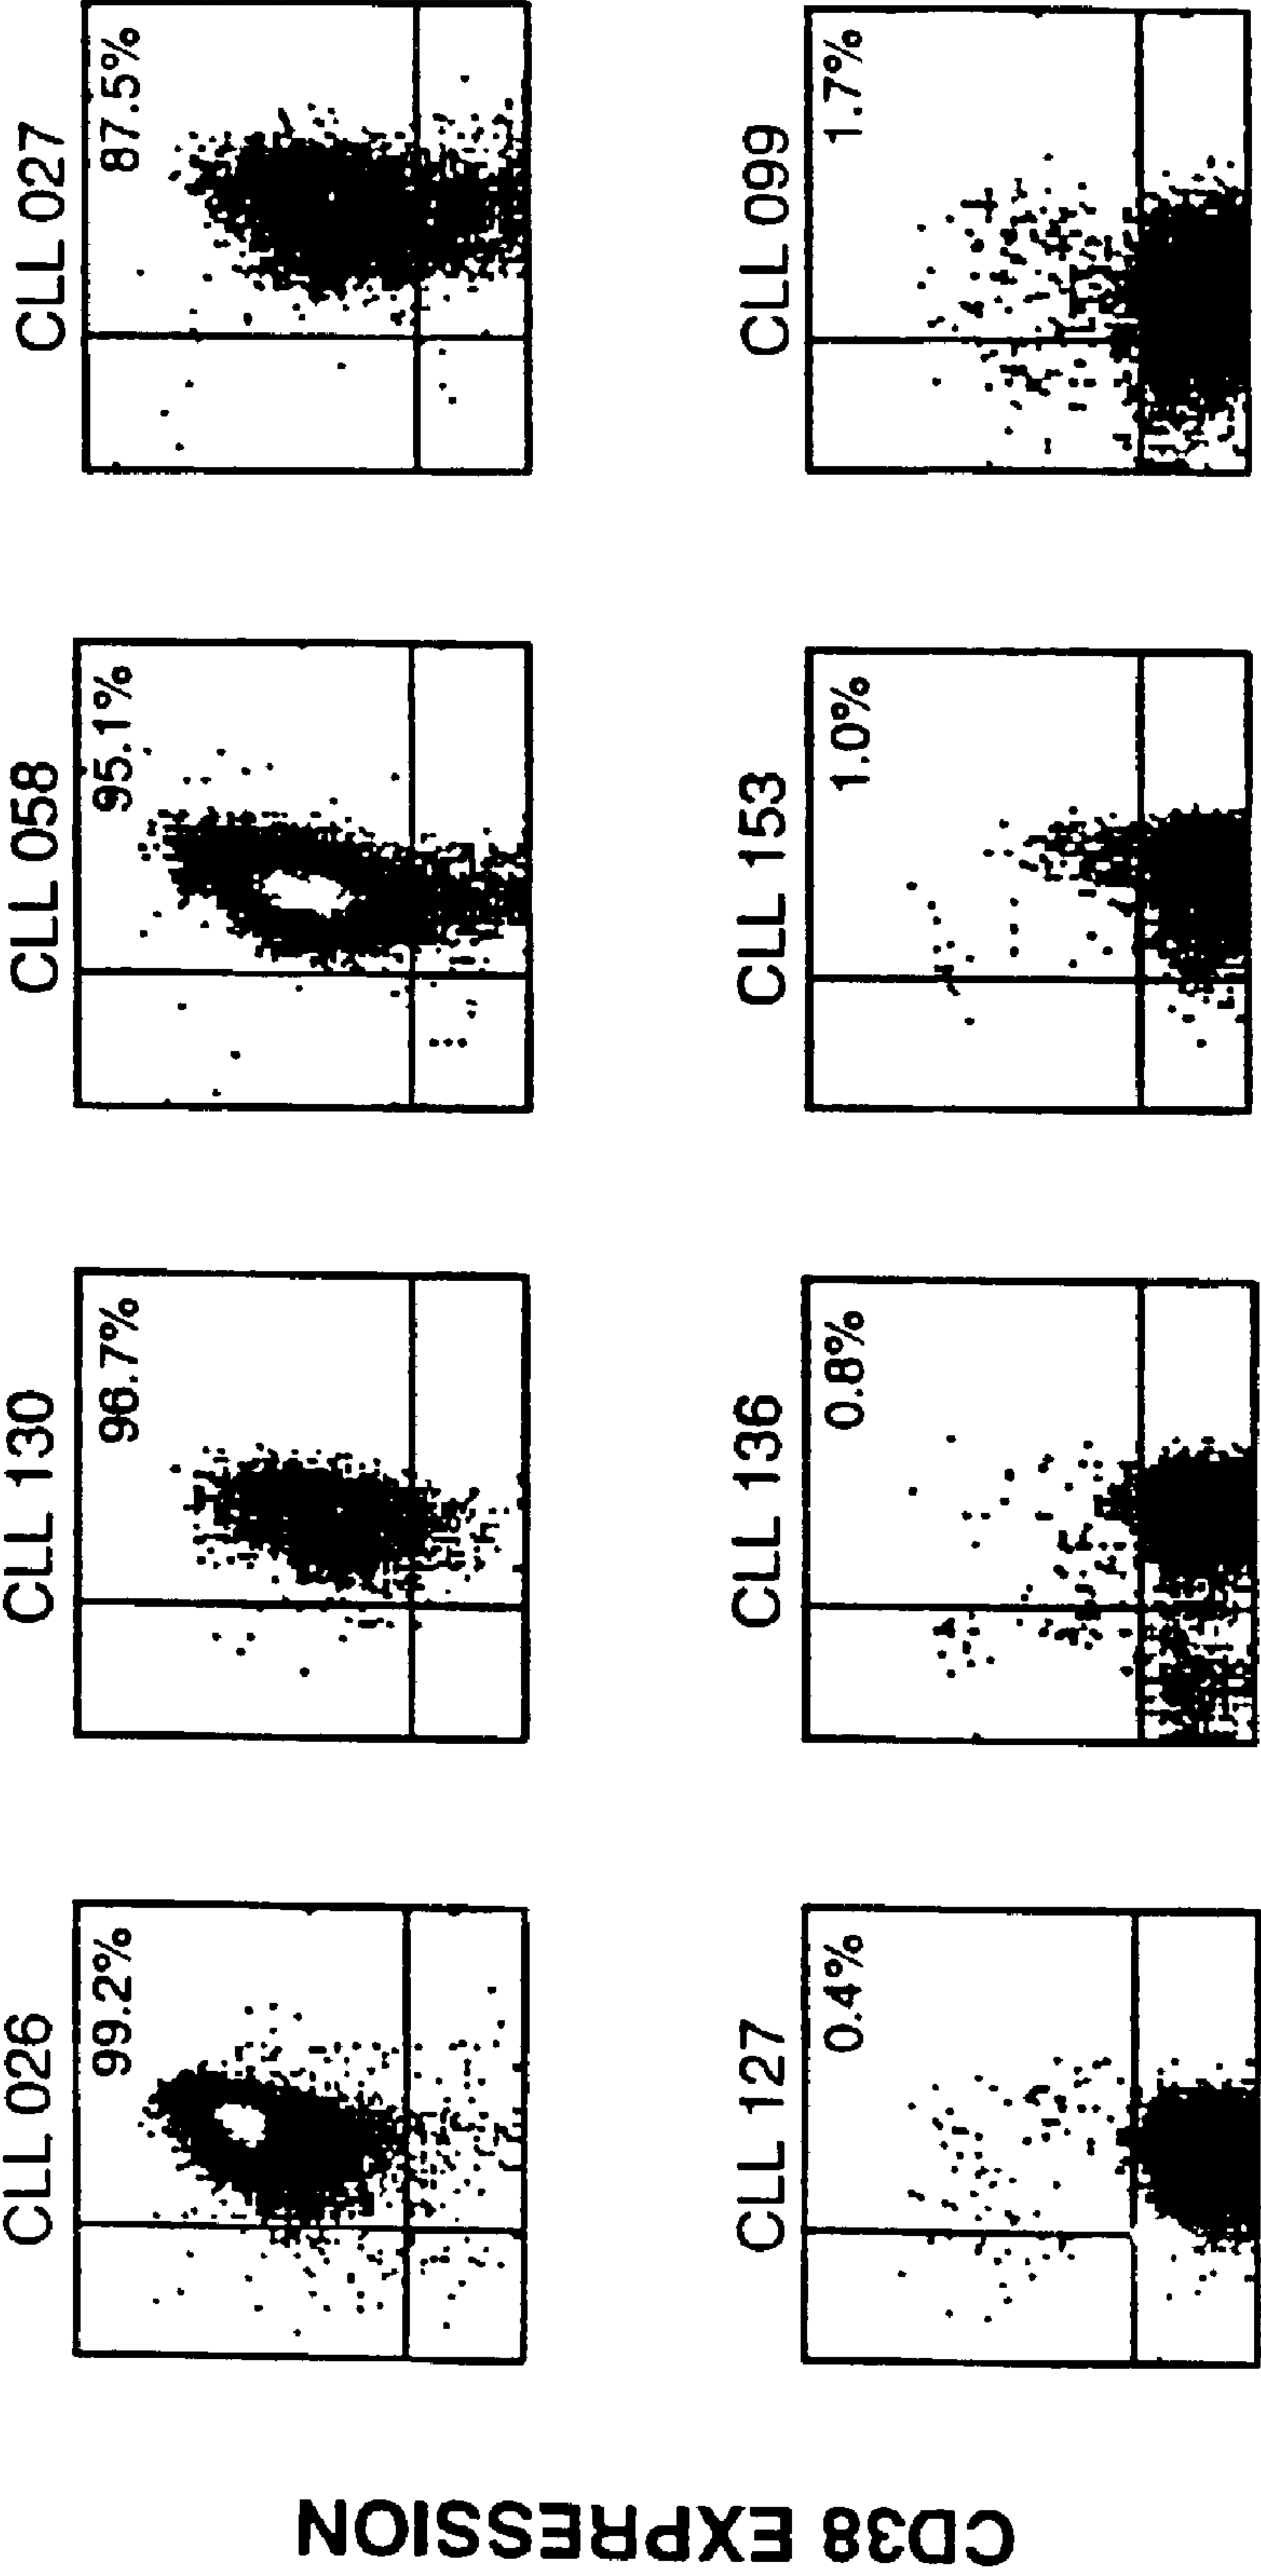 CD38 EXPRESSION
CLL 026
99.2%
CLL 130
96.7%
CLL 058
95.1%
CLL 027
87.5%
CLL 127
0.4%
CLL 136
0.8%
CLL 153
1.0%
CLL 099
1.7%